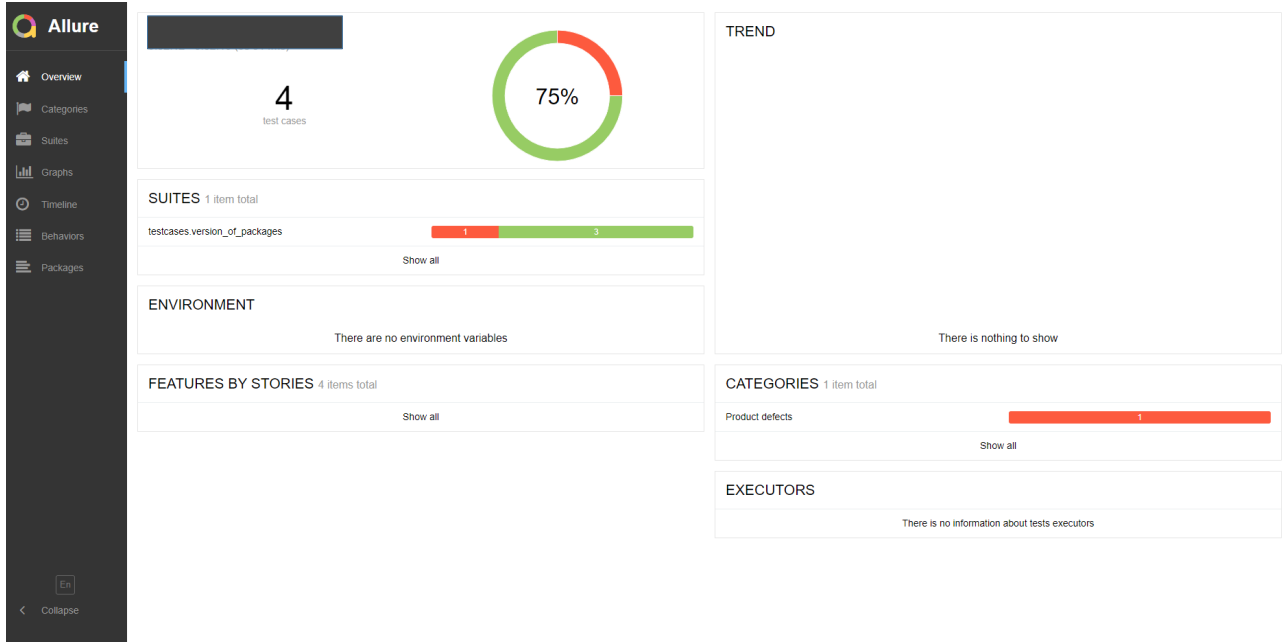 Allure
Overview
Categories
Suites
Graphs
Timeline
Behaviors
Packages
En
Collapse
4
test cases
75%
SUITES 1 item total
testcases.version_of_packages 1 3
Show all
ENVIRONMENT
There are no environment variables
FEATURES BY STORIES 4 items total
Show all
TREND
There is nothing to show
CATEGORIES 1 item total
Product defects 1
Show all
EXECUTORS
There is no information about tests executors